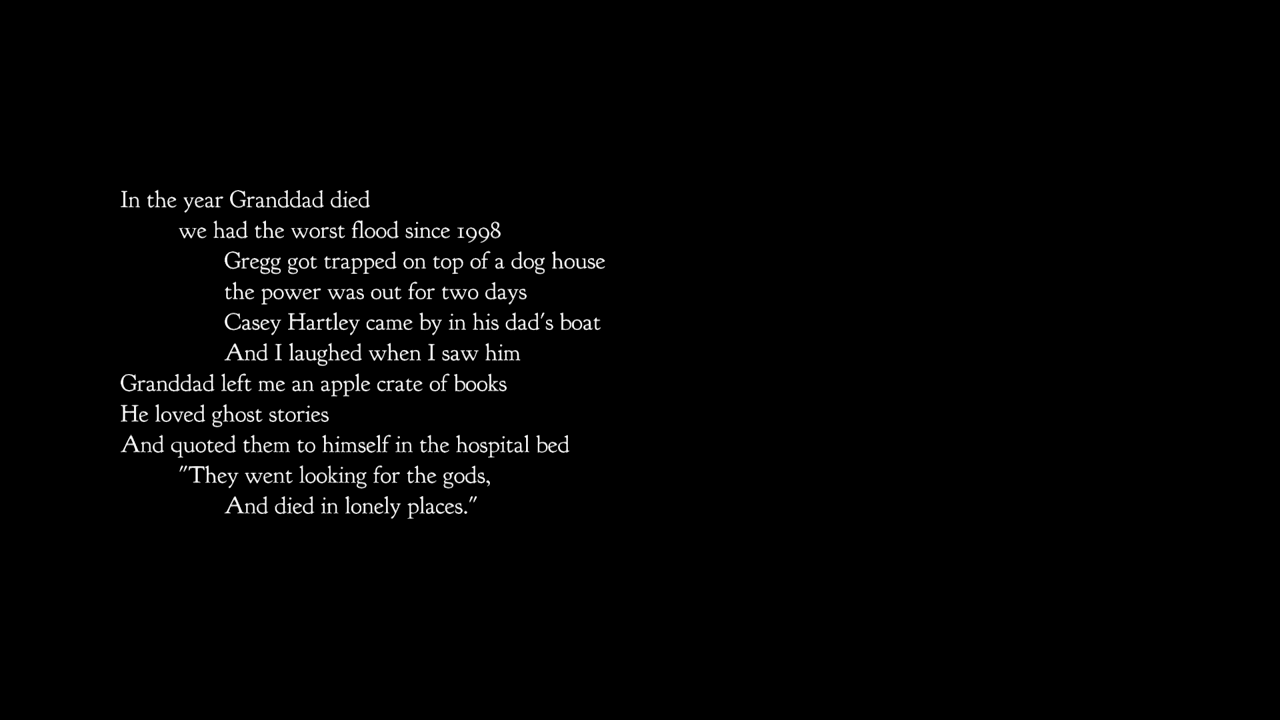 In the year Granddad died
we had the worst flood since 1998
Gregg got trapped on top of a dog house
the power was out for two days
Casey Hartley came by in his dad's boat
And I laughed when I saw him
Granddad left me an apple crate of books
He loved ghost stories
And quoted them to himself in the hospital bed
"They went looking for the gods,
And died in lonely places."